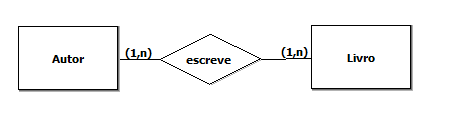 Autor
(1,n)
escreve
(1,n)
Livro